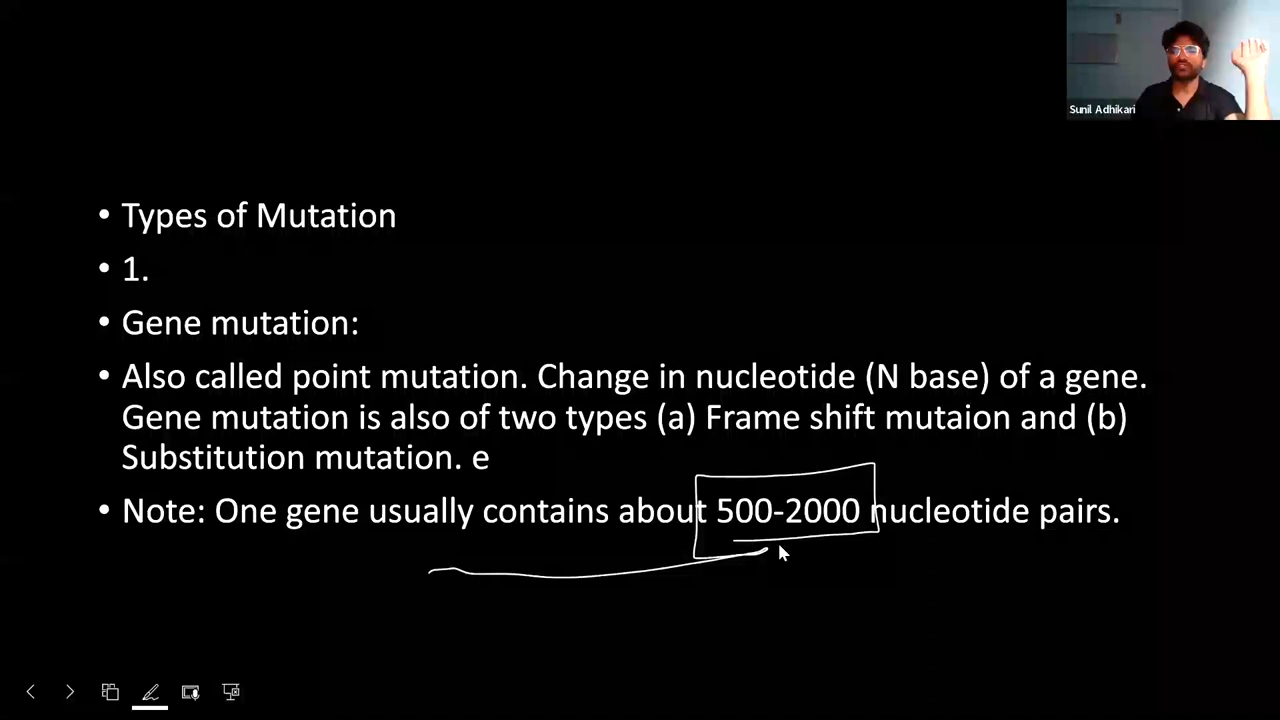 Sunil Adhikari
• Types of Mutation
• 1.
• Gene mutation:
• Also called point mutation. Change in nucleotide (N base) of a gene.
Gene mutation is also of two types (a) Frame shift mutaion and (b)
Substitution mutation. e
• Note: One gene usually contains about 500-2000 nucleotide pairs.